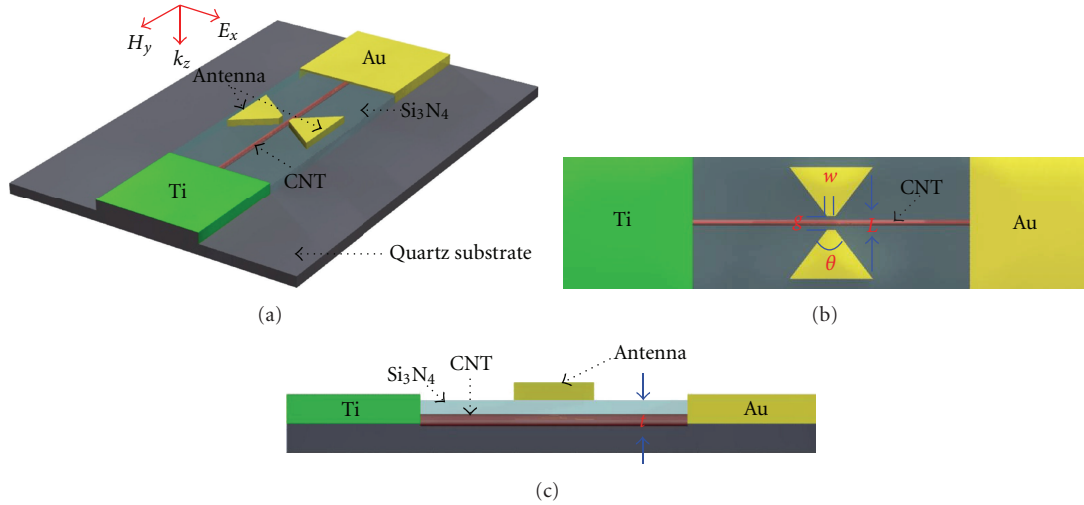 H_y
k_z
E_x
Antenna
Au
Si₃N₄
CNT
Ti
Quartz substrate
(a)
w
CNT
Ti
g
l
Au
θ
(b)
Antenna
CNT
Si₃N₄
Ti
t
Au
(c)